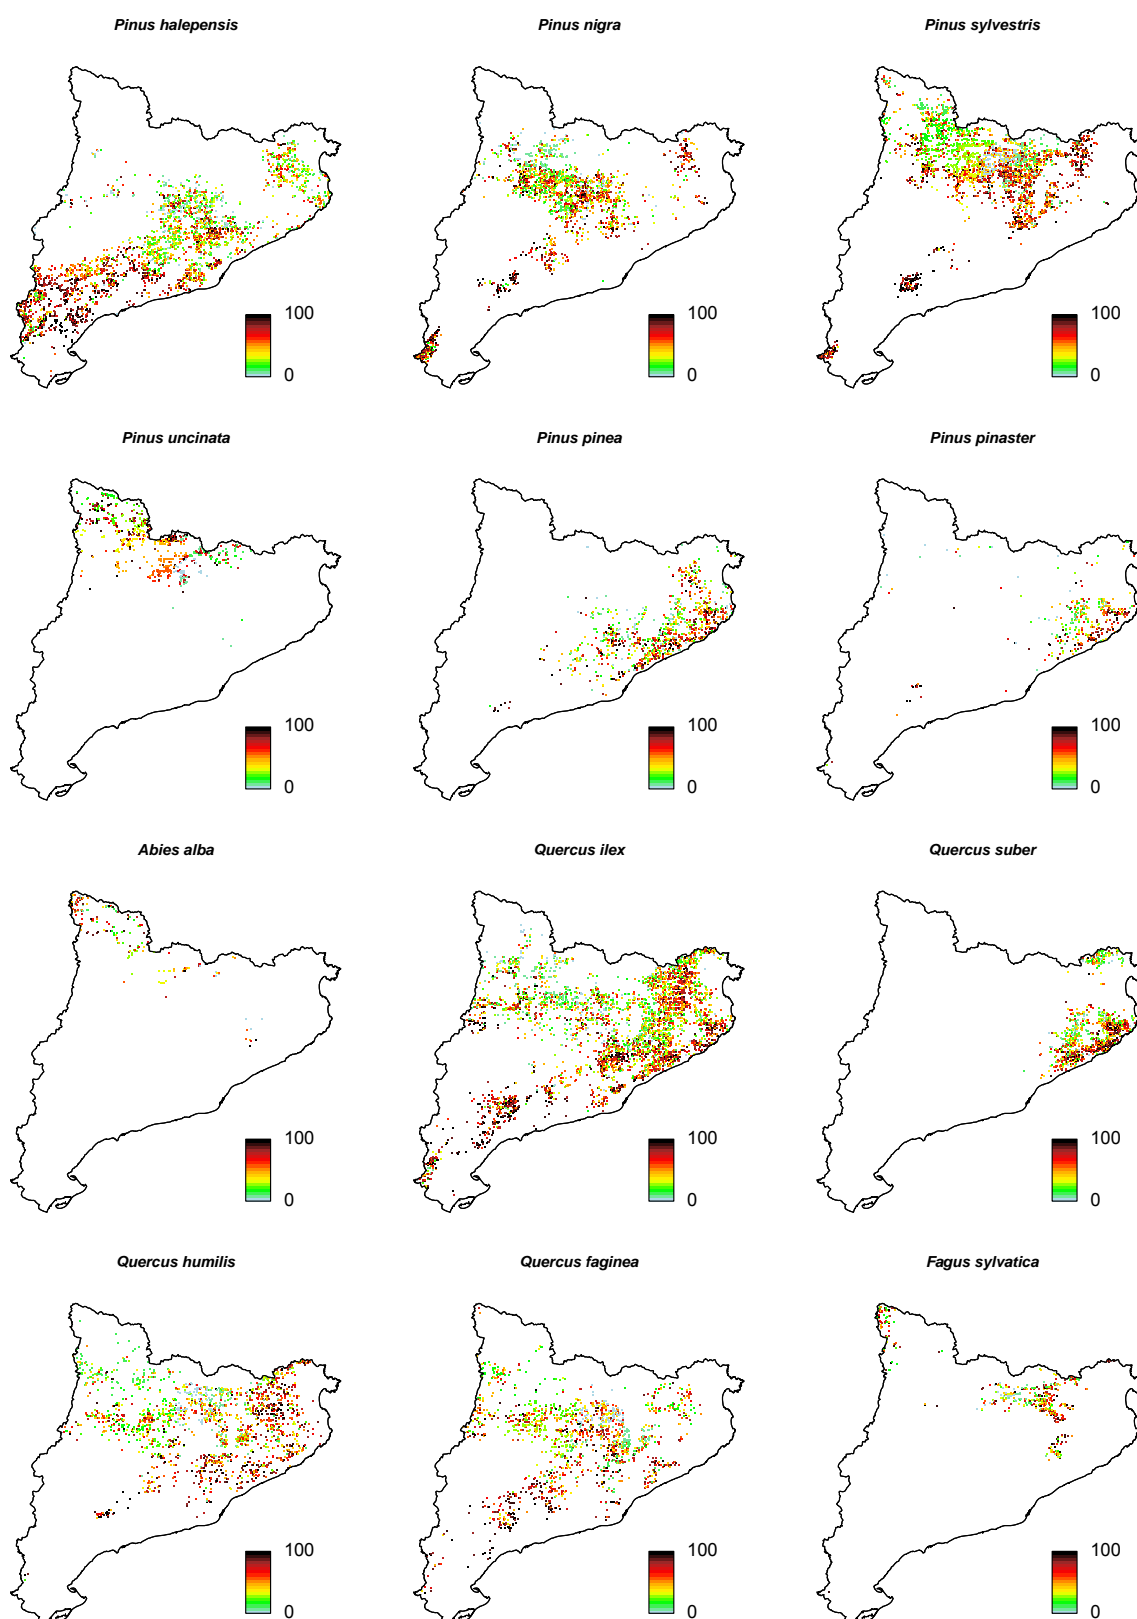 Pinus halepensis
Pinus nigra
Pinus sylvestris
100
0
100
0
100
0
Pinus uncinata
Pinus pinea
Pinus pinaster
100
0
100
0
100
0
Abies alba
Quercus ilex
Quercus suber
100
0
100
0
100
0
Quercus humilis
Quercus faginea
Fagus sylvatica
100
0
100
0
100
0